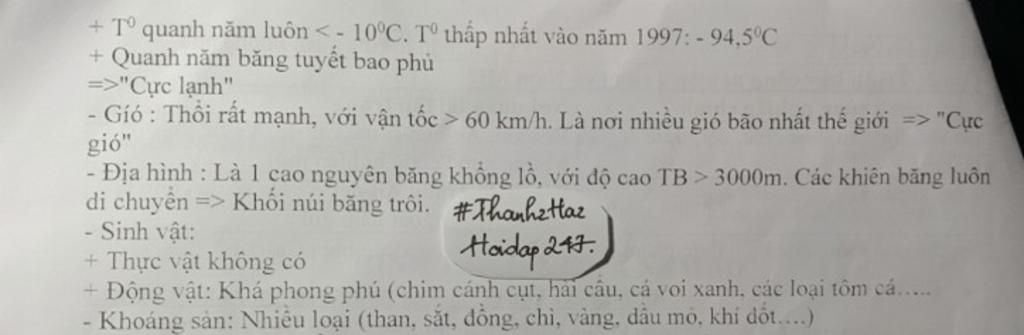 + T⁰ quanh năm luôn < - 10⁰C. T⁰ thấp nhất vào năm 1997: - 94,5⁰C
+ Quanh năm băng tuyết bao phủ
=>"Cực lạnh"
- Gió : Thổi rất mạnh, với vận tốc > 60 km/h. Là nơi nhiều gió bão nhất thế giới => "Cực
gió"
- Địa hình : Là 1 cao nguyên băng khổng lồ, với độ cao TB > 3000m. Các khiên băng luôn
di chuyển => Khối núi băng trôi.
#Thanh2Haz
Hoidap247.
- Sinh vật:
+ Thực vật không có
+ Động vật: Khá phong phú (chim cánh cụt, hải cẩu, cá voi xanh, các loại tôm cá.....
- Khoáng sản: Nhiều loại (than, sắt, đồng, chì, vàng, dầu mỏ, khí đốt....)